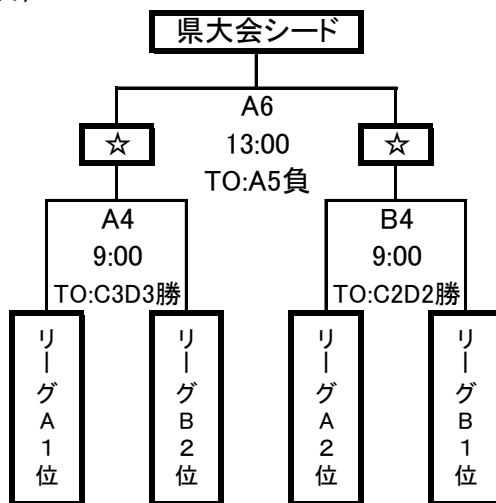 県大会シード
A6
☆
13:00
☆
TO:A5負
A4
B4
9:00
9:00
TO:C3D3勝
TO:C2D2勝
リーグA1位
リーグB2位
リーグA2位
リーグB1位